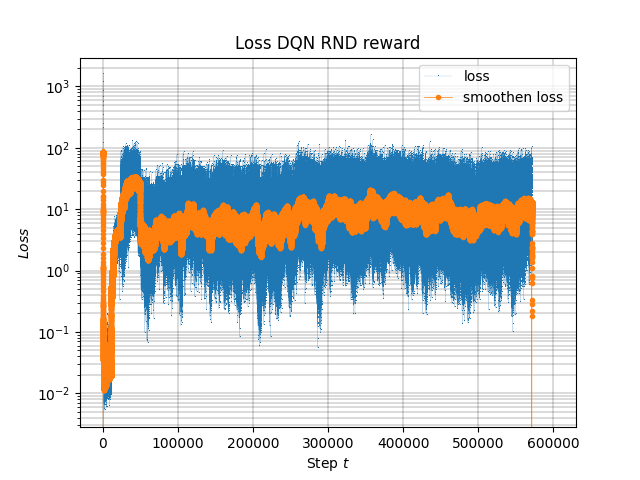 Loss DQN RND reward
loss
smoothen loss
Loss
10³
10²
10¹
10⁰
10⁻¹
10⁻²
0 100000 200000 300000 400000 500000 600000
Step t